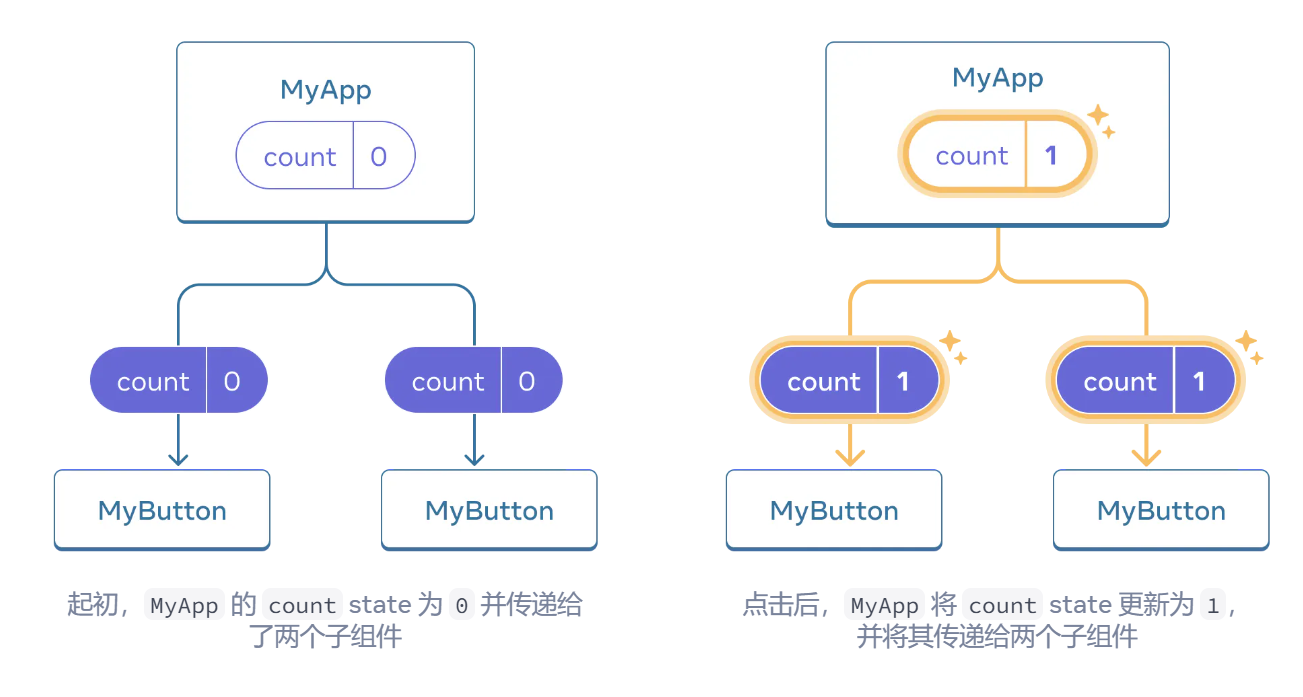 MyApp
count 0
count 0
count 0
MyButton
MyButton
起初，MyApp 的 count state 为 0 并传递给
了两个子组件
MyApp
count 1
count 1
count 1
MyButton
MyButton
点击后，MyApp 将 count state 更新为 1，
并将其传递给两个子组件